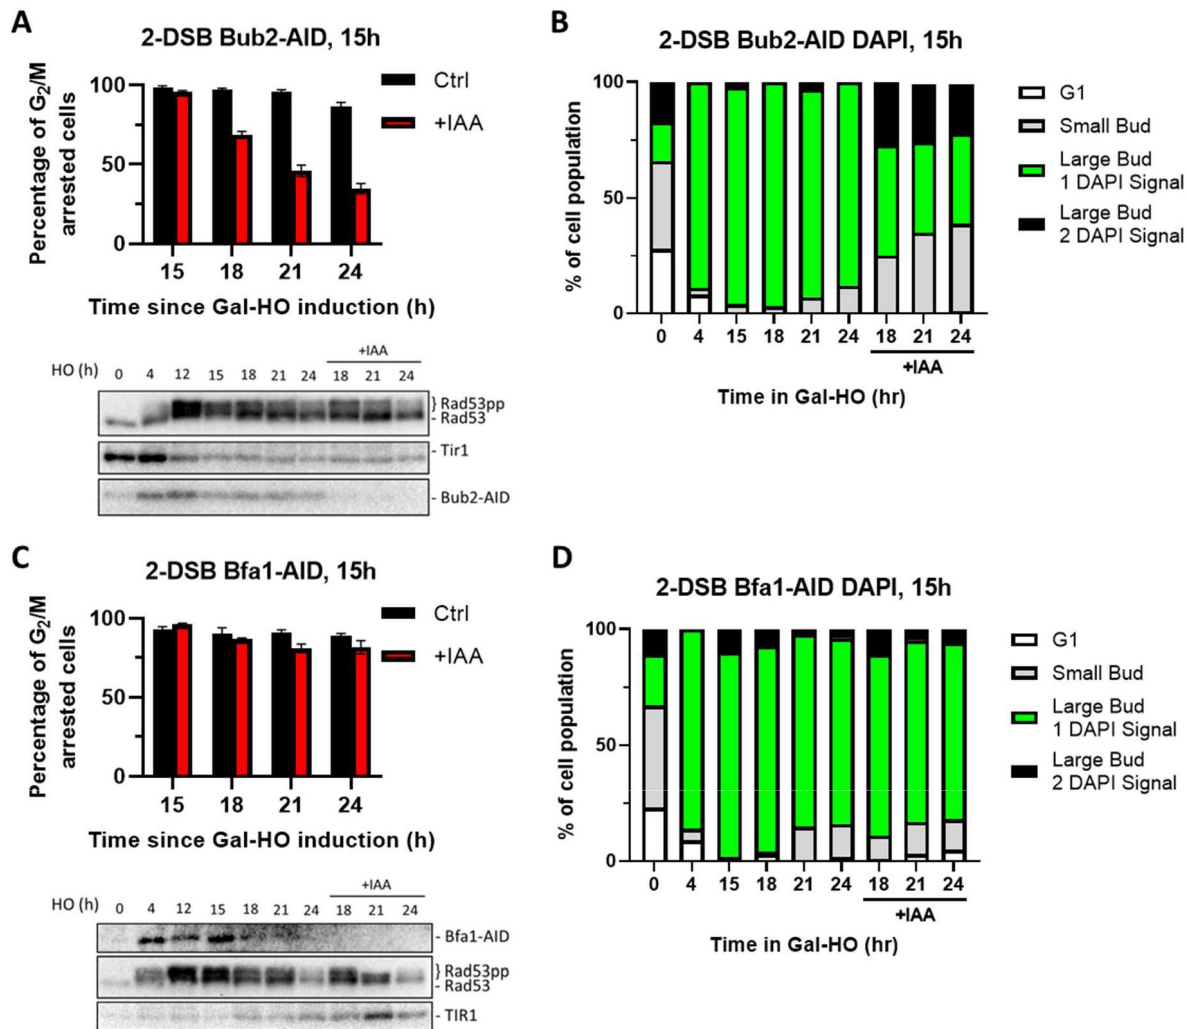 A
2-DSB Bub2-AID, 15h
Percentage of G2/M
arrested cells
100
50
0
15 18 21 24
Time since Gal-HO induction (h)
Ctrl
+IAA
+IAA
HO (h) 0 4 12 15 18 21 24 18 21 24
} Rad53pp
- Rad53
- Tir1
- Bub2-AID
B
2-DSB Bub2-AID DAPI, 15h
% of cell population
100
50
0
0 4 15 18 21 24 18 21 24
+IAA
Time in Gal-HO (hr)
G1
Small Bud
Large Bud
1 DAPI Signal
Large Bud
2 DAPI Signal
C
2-DSB Bfa1-AID, 15h
Percentage of G2/M
arrested cells
100
50
0
15 18 21 24
Time since Gal-HO induction (h)
Ctrl
+IAA
+IAA
HO (h) 0 4 12 15 18 21 24 18 21 24
- Bfa1-AID
} Rad53pp
- Rad53
- TIR1
D
2-DSB Bfa1-AID DAPI, 15h
% of cell population
100
50
0
0 4 15 18 21 24 18 21 24
+IAA
Time in Gal-HO (hr)
G1
Small Bud
Large Bud
1 DAPI Signal
Large Bud
2 DAPI Signal